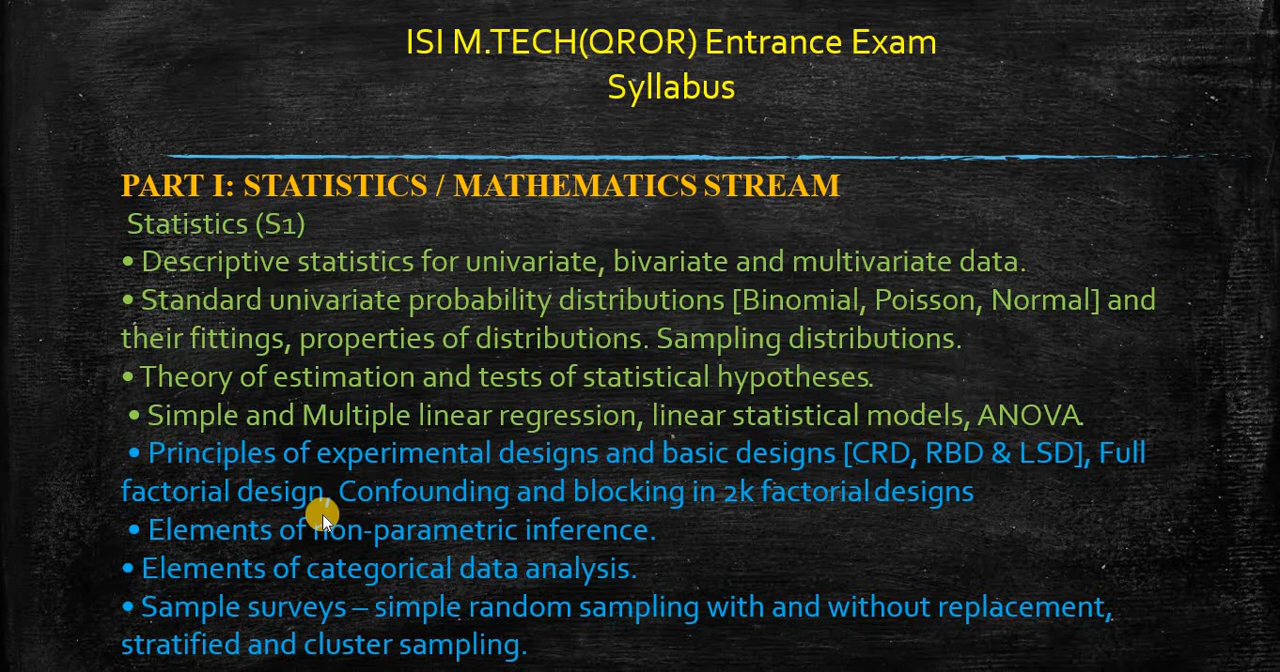 ISI M.TECH(QROR) Entrance Exam
Syllabus
PART I: STATISTICS / MATHEMATICS STREAM
Statistics (S1)
• Descriptive statistics for univariate, bivariate and multivariate data.
• Standard univariate probability distributions [Binomial, Poisson, Normal] and
their fittings, properties of distributions. Sampling distributions.
• Theory of estimation and tests of statistical hypotheses.
• Simple and Multiple linear regression, linear statistical models, ANOVA.
• Principles of experimental designs and basic designs [CRD, RBD & LSD], Full
factorial design, Confounding and blocking in 2k factorial designs
• Elements of non-parametric inference.
• Elements of categorical data analysis.
• Sample surveys – simple random sampling with and without replacement,
stratified and cluster sampling.